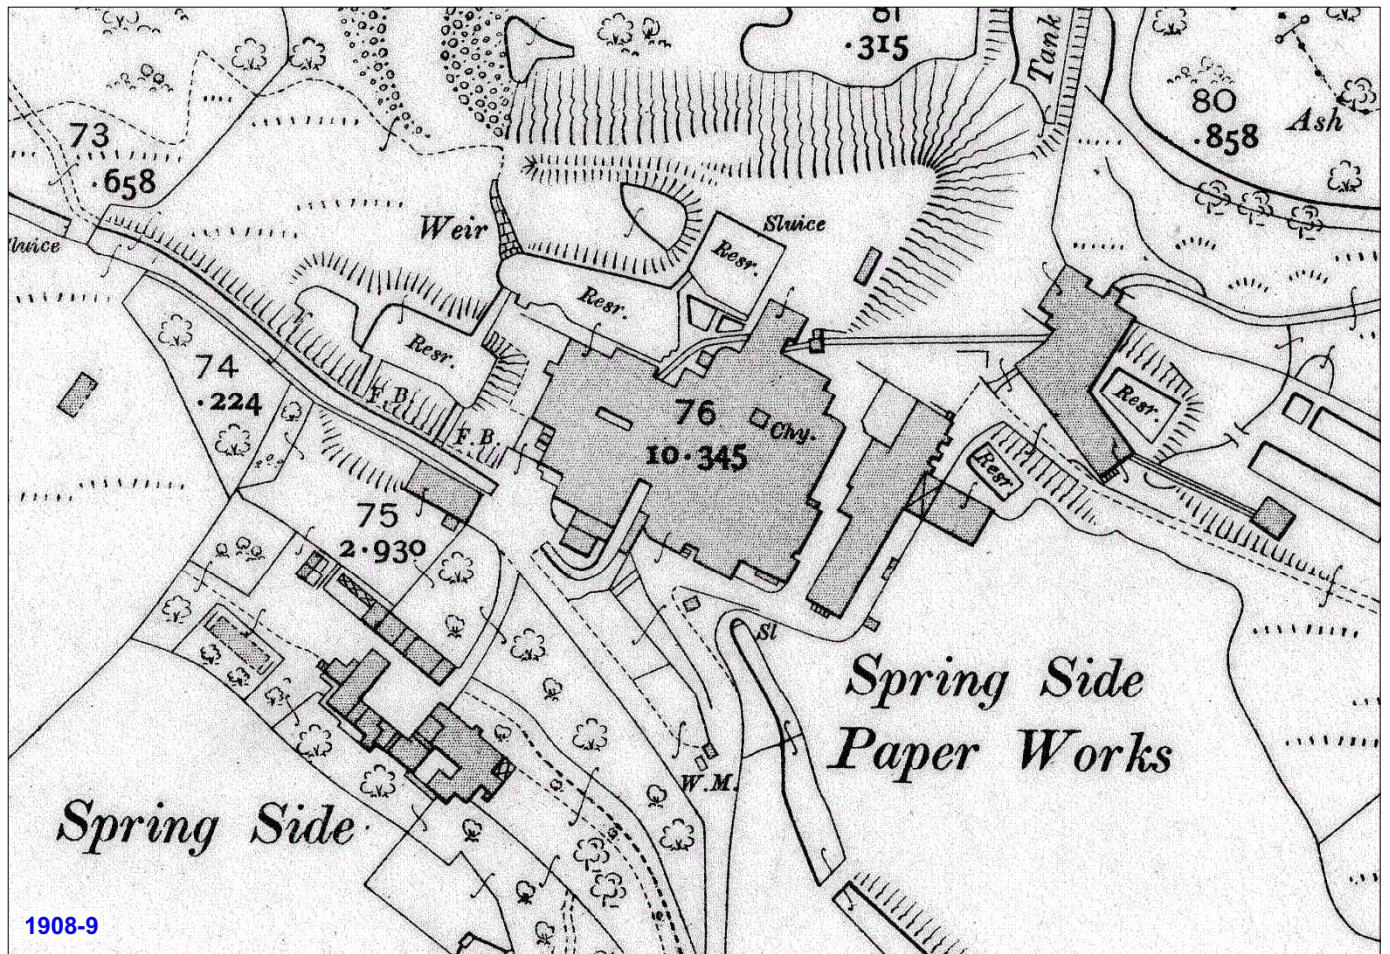 ·315
Tank
80
·858
Ash
73
·658
Weir
Sluice
Sluice
Resr.
Resr.
Resr.
74
·224
F. B.
F. B.
76
10·345
Chy.
Resr.
Resr
75
2·930
Sl
Spring Side
Paper Works
W.M.
Spring Side
1908-9